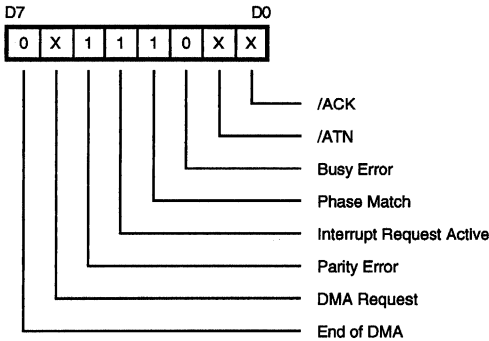 D7 D0
0 X 1 1 1 0 X X
/ACK
/ATN
Busy Error
Phase Match
Interrupt Request Active
Parity Error
DMA Request
End of DMA